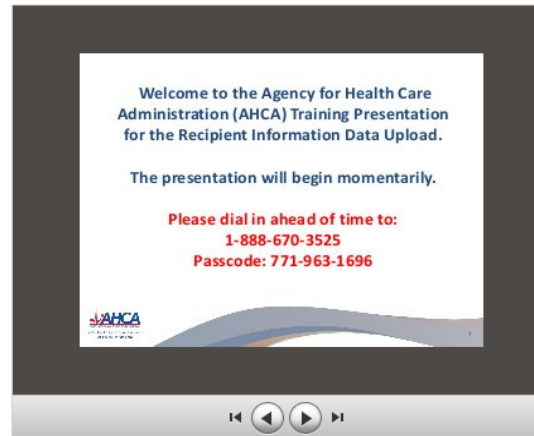 Welcome to the Agency for Health Care
Administration (AHCA) Training Presentation
for the Recipient Information Data Upload.
The presentation will begin momentarily.
Please dial in ahead of time to:
1-888-670-3525
Passcode: 771-963-1696
AHCA
1